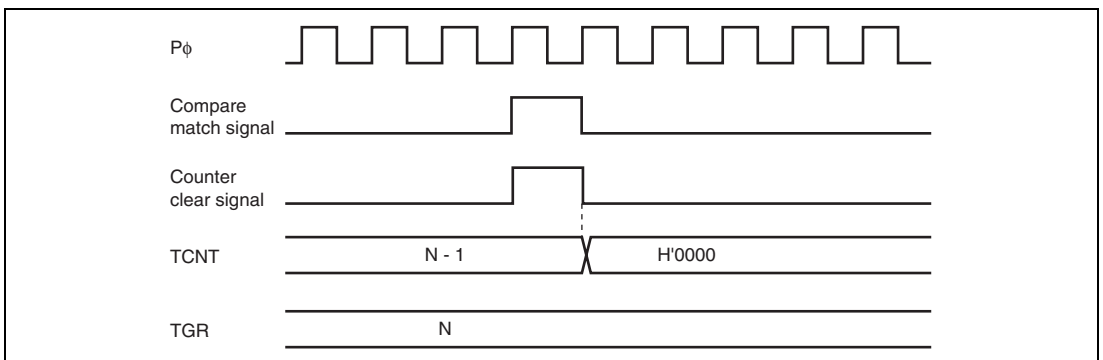 Pφ
Compare
match signal
Counter
clear signal
TCNT
N - 1
H'0000
TGR
N